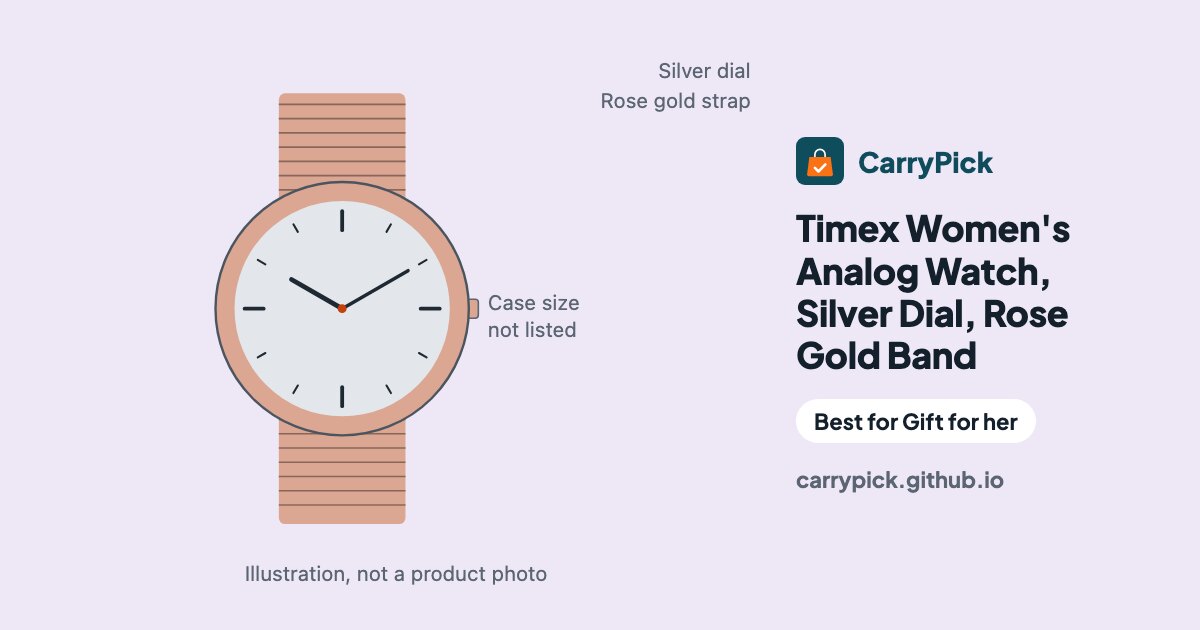 Silver dial
Rose gold strap
Case size
not listed
Illustration, not a product photo
CarryPick
Timex Women's
Analog Watch,
Silver Dial, Rose
Gold Band
Best for Gift for her
carrypick.github.io